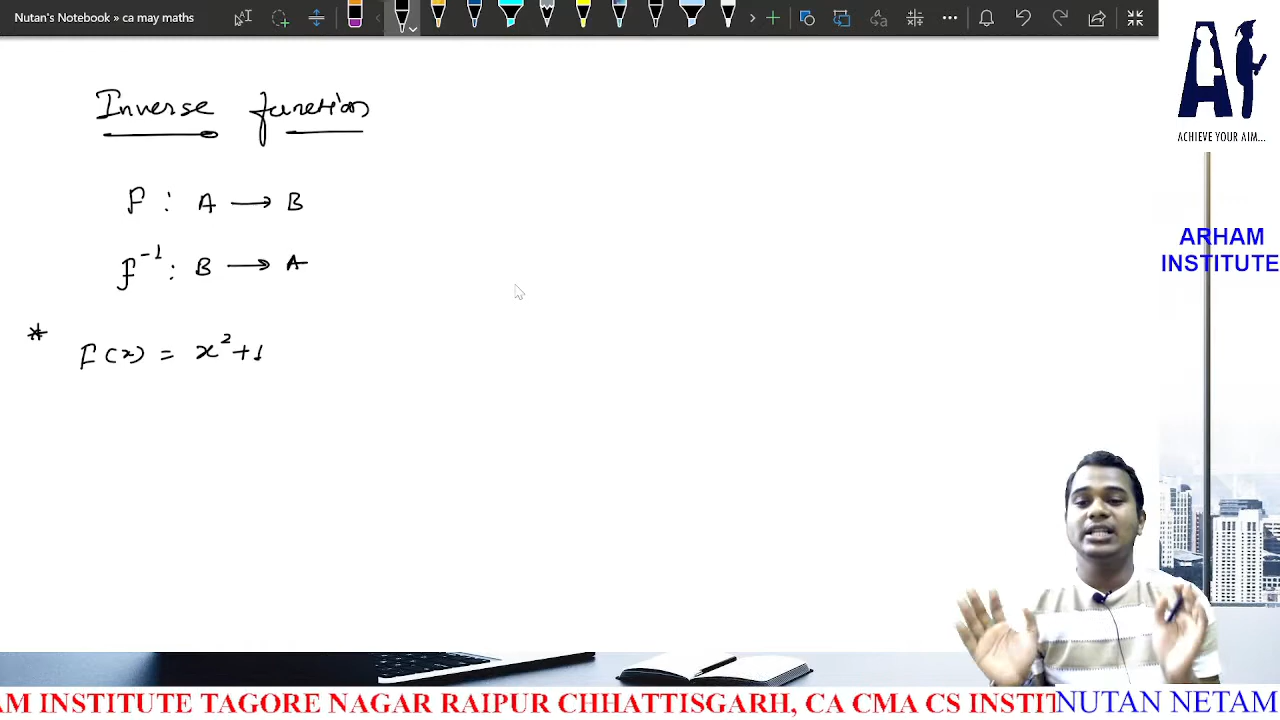 Nutan's Notebook » ca may maths
Inverse function
F : A → B
f⁻¹ : B → A
* F(x) = x²+1
ACHIEVE YOUR AIM...
ARHAM
INSTITUTE
AM INSTITUTE TAGORE NAGAR RAIPUR CHHATTISGARH, CA CMA CS INSTIT
NUTAN NETAM